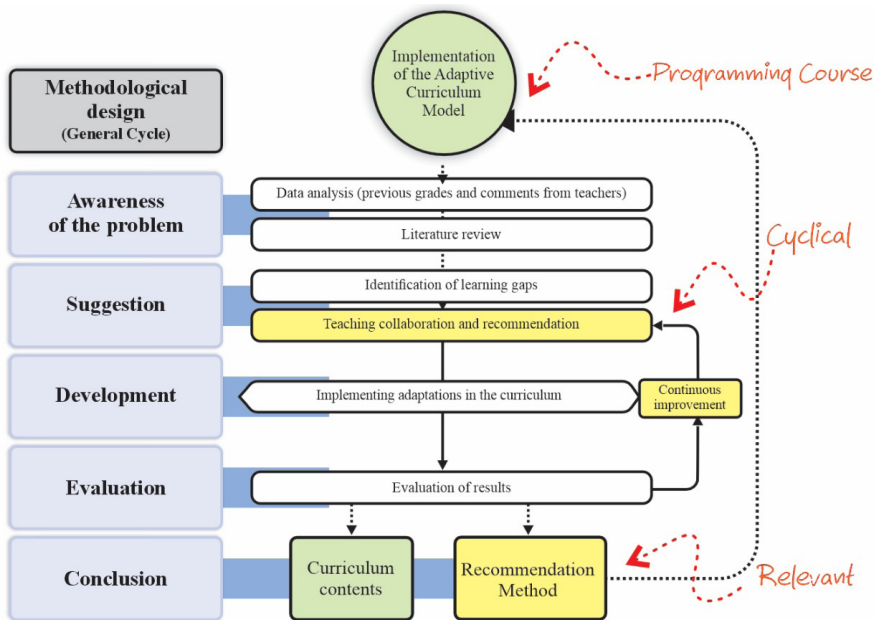 Implementation
of the Adaptive
Curriculum
Model
Programming Course
Methodological
design
(General Cycle)
Awareness
of the problem
Data analysis (previous grades and comments from teachers)
Literature review
Cyclical
Suggestion
Identification of learning gaps
Teaching collaboration and recommendation
Development
Implementing adaptations in the curriculum
Continuous
improvement
Evaluation
Evaluation of results
Conclusion
Curriculum
contents
Recommendation
Method
Relevant